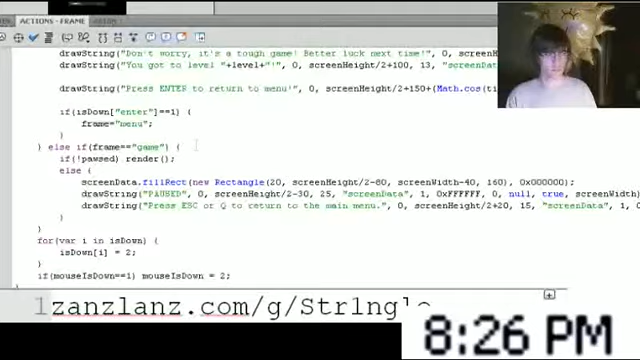 ACTIONS - FRAME
drawString("Don't worry, it's a tough game! Better luck next time!", 0, screenHei
drawString("You got to level "+level+"!", 0, screenHeight/2+100, 13, "screenDa
drawString("Press ENTER to return to menu!", 0, screenHeight/2+150+(Math.cos(ti
if(isDown["enter"]==1) {
frame="menu";
}
} else if(frame=="game") {
if(!paused) render();
else {
screenData.fillRect(new Rectangle(20, screenHeight/2-80, screenWidth-40, 160), 0x000000);
drawString("PAUSED", 0, screenHeight/2-30, 25, "screenData", 1, 0xFFFFFF, 0, null, true, screenWidth)
drawString("Press ESC or Q to return to the main menu.", 0, screenHeight/2+20, 15, "screenData", 1, 0
}
}
for(var i in isDown) {
isDown[i] = 2;
}
if(mouseIsDown==1) mouseIsDown = 2;
1zanzlanz.com/g/Str1ngle
8:26 PM